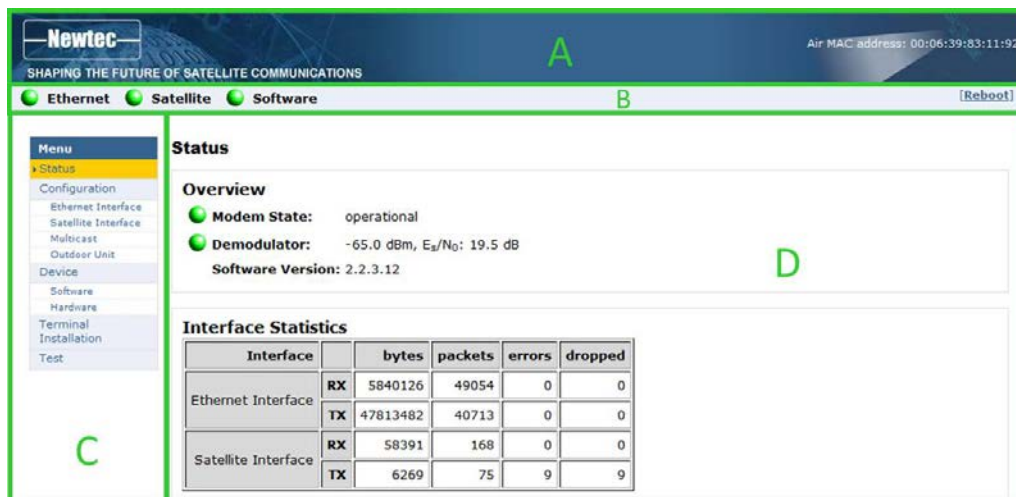 Newtec
SHAPING THE FUTURE OF SATELLITE COMMUNICATIONS
A
Air MAC address: 00:06:39:83:11:92
Ethernet Satellite Software B [Reboot]
Menu
Status
Configuration
Ethernet Interface
Satellite Interface
Multicast
Outdoor Unit
Device
Software
Hardware
Terminal
Installation
Test
C
Status
Overview
Modem State: operational
Demodulator: -65.0 dBm, Es/N0: 19.5 dB
Software Version: 2.2.3.12
D
Interface Statistics
Interface bytes packets errors dropped
Ethernet Interface RX 5840126 49054 0 0
TX 47813482 40713 0 0
Satellite Interface RX 58391 168 0 0
TX 6269 75 9 9